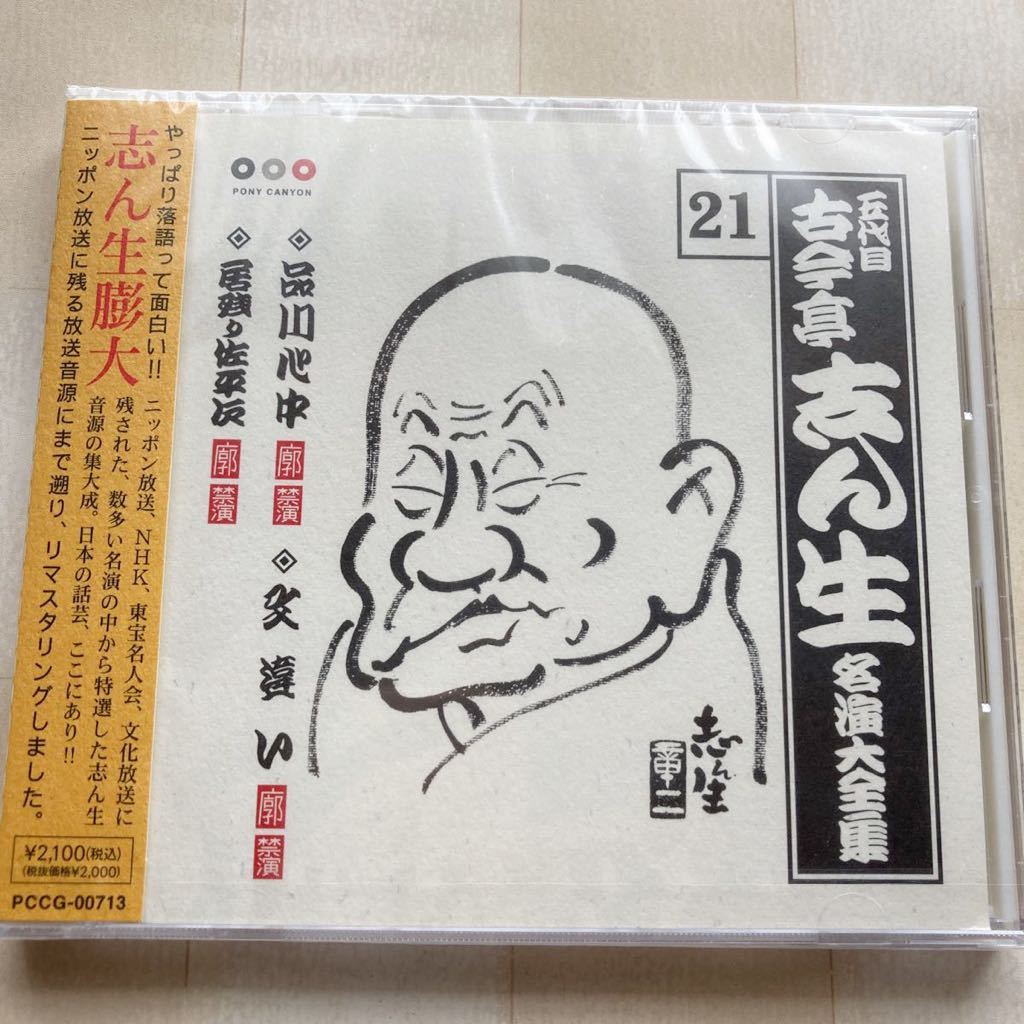 やっぱり落語って面白い!!
志ん生膨大
ニッポン放送に残る放送音源にまで遡り、リマスタリングしました。
ニッポン放送、NHK、東宝名人会、文化放送に
残された、数多い名演の中から特選した志ん生
音源の集大成。日本の話芸、ここにあり!!
¥2,100(税込)
(税抜価格¥2,000)
PCCG-00713
PONY CANYON
21
五代目
古今亭志ん生
名演大全集
品川心中
廓
禁演
文違い
廓
禁演
居残り佐平次
廓
禁演
志ん生